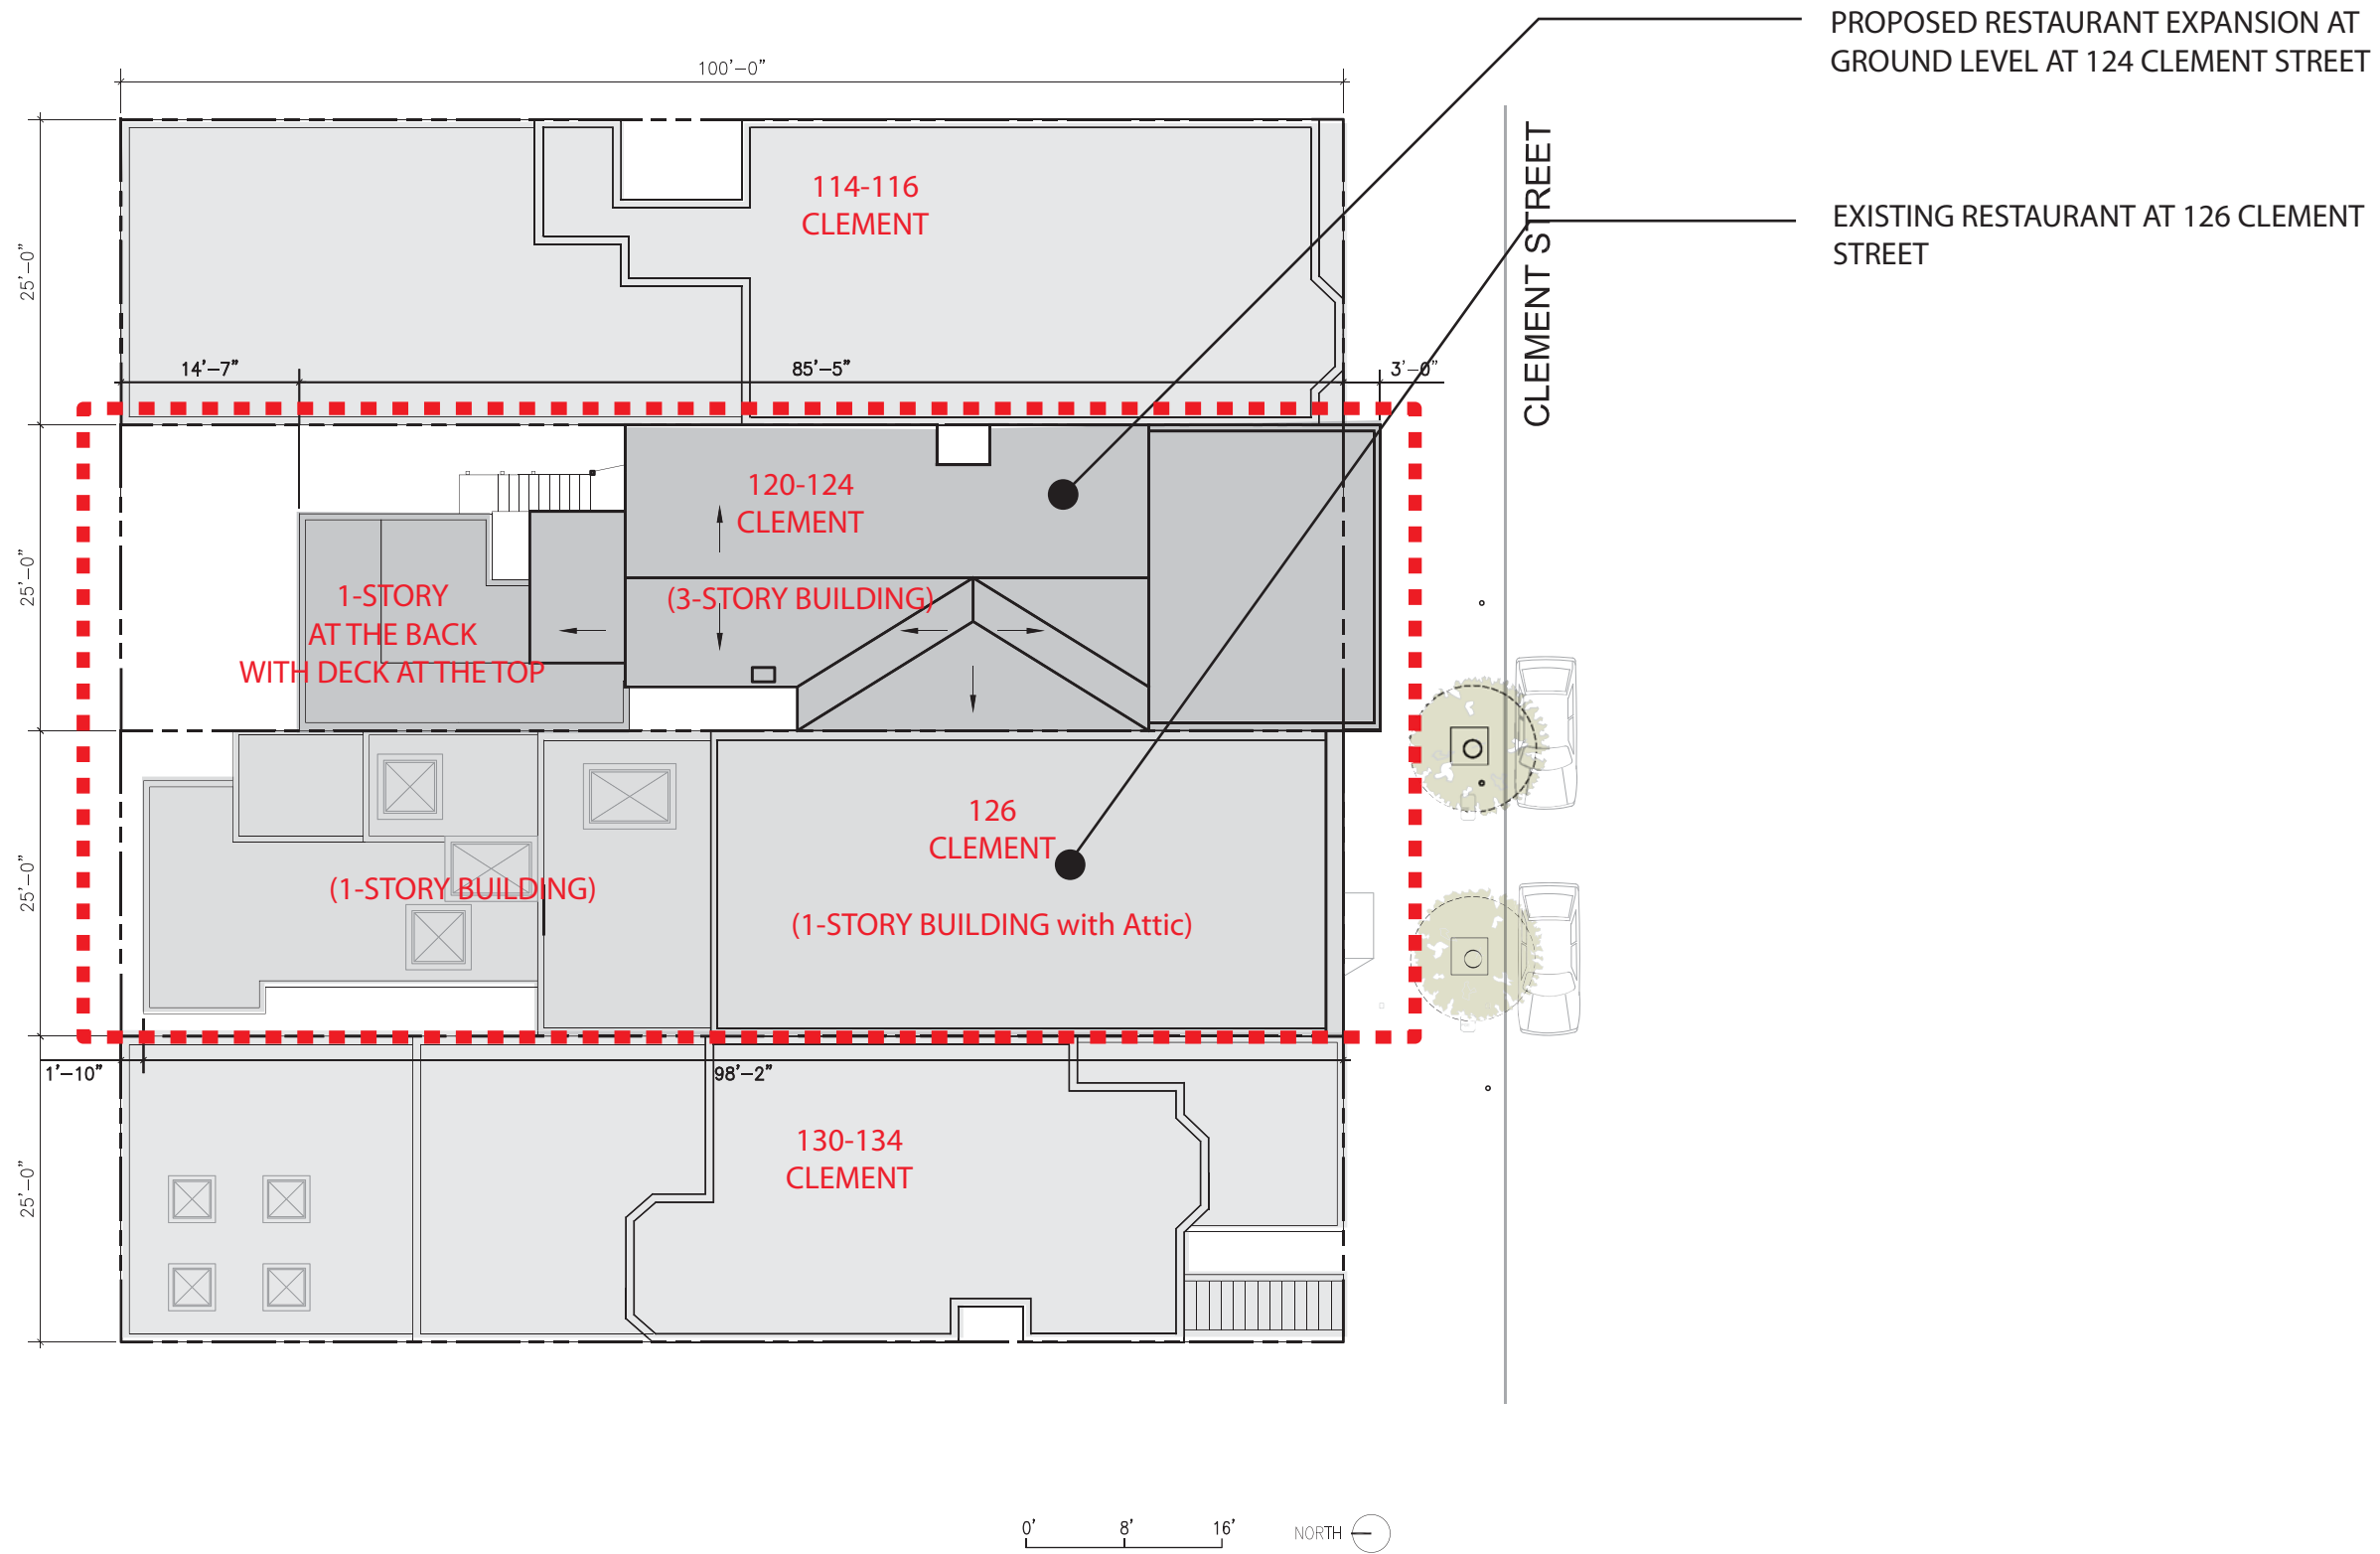 PROPOSED RESTAURANT EXPANSION AT
GROUND LEVEL AT 124 CLEMENT STREET
100'-0"
CLEMENT STREET
114-116
CLEMENT
EXISTING RESTAURANT AT 126 CLEMENT
STREET
25'-0"
14'-7"
85'-5"
3'-0"
120-124
CLEMENT
(3-STORY BUILDING)
25'-0"
1-STORY
AT THE BACK
WITH DECK AT THE TOP
126
CLEMENT
25'-0"
(1-STORY BUILDING)
(1-STORY BUILDING with Attic)
1'-10"
98'-2"
130-134
CLEMENT
25'-0"
0'
8'
16'
NORTH